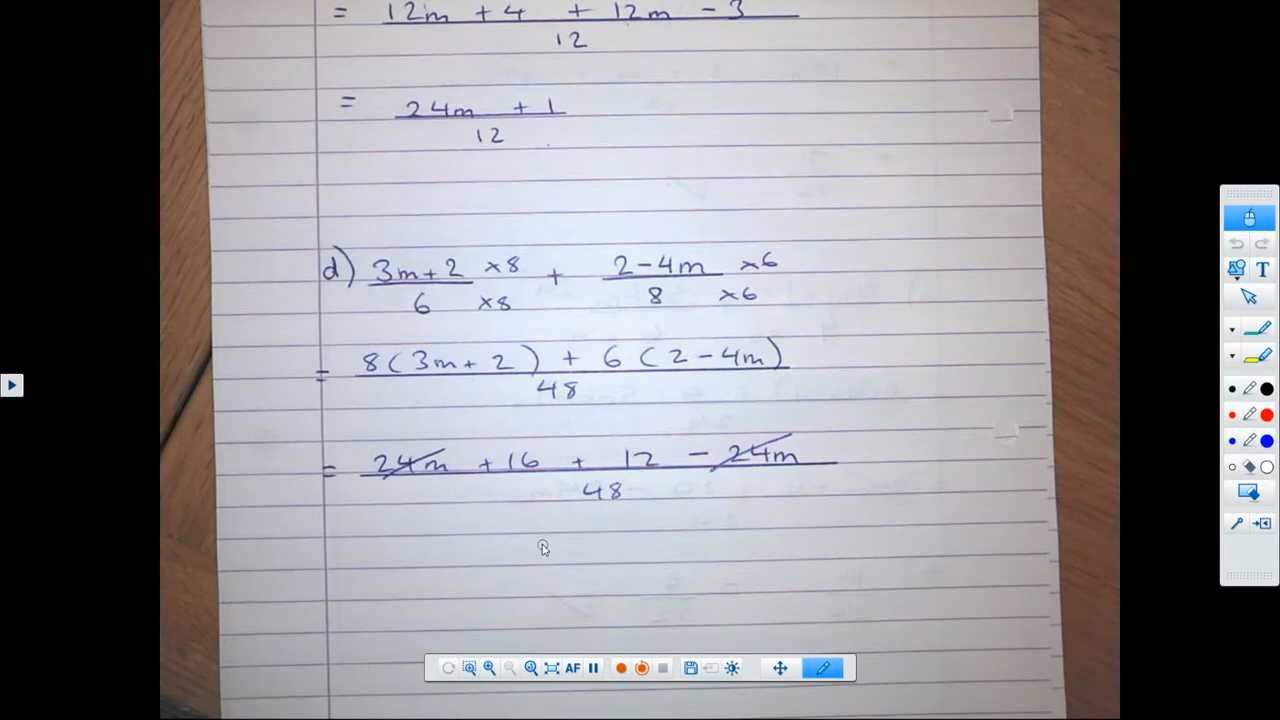 = 12m + 4 + 12m - 3
12
= 24m + 1
12
d) 3m+2 ×8 + 2-4m ×6
6 ×8 8 ×6
= 8(3m+2) + 6(2-4m)
48
= 24m +16 + 12 - 24m
48
T
AF